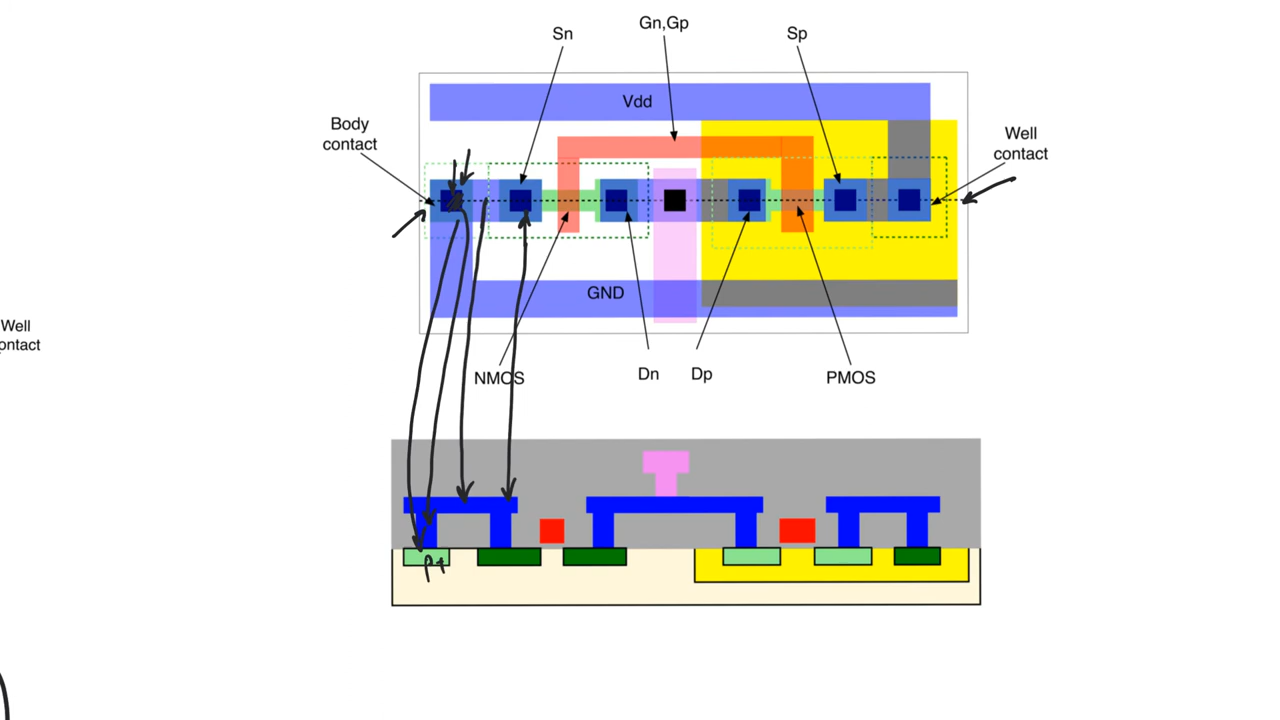 Gn,Gp
Sn
Sp
Vdd
Body
contact
Well
contact
GND
Well
ontact
NMOS
Dn
Dp
PMOS
P+